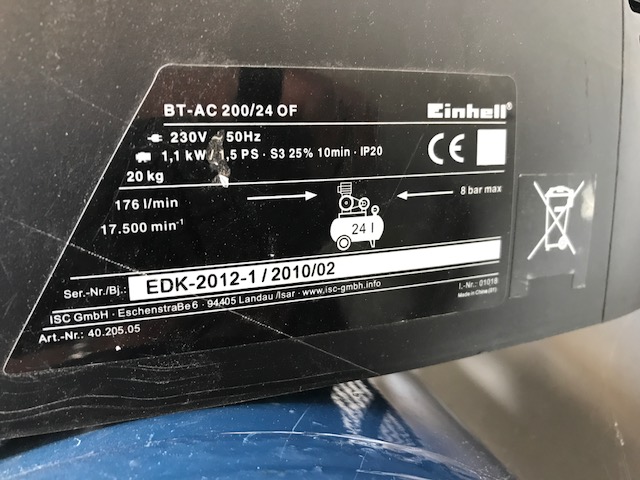 BT-AC 200/24 OF
Einhell®
230V 50Hz
1,1 kW / 1,5 PS · S3 25% 10min · IP20
CE
20 kg
176 l/min
8 bar max
24 l
17.500 min⁻¹
Ser.-Nr./Bj.: EDK-2012-1 / 2010/02
ISC GmbH · Eschenstraße 6 · 94405 Landau /Isar · www.isc-gmbh.info
I.-Nr.: 01018
Art.-Nr.: 40.205.05
Made in China (ST)